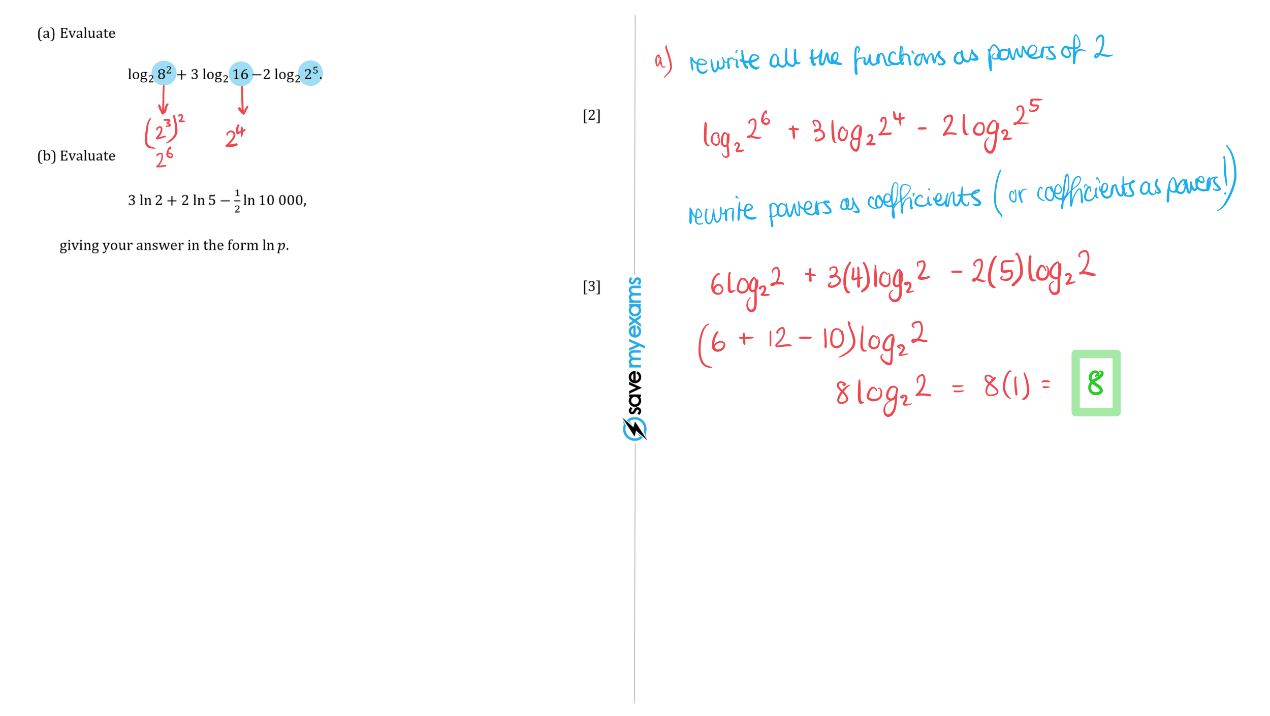 (a) Evaluate
log₂ 8² + 3 log₂ 16 −2 log₂ 2⁵.
(2³)²
2⁶
2⁴
[2]
(b) Evaluate
3 ln 2 + 2 ln 5 − ½ ln 10 000,
giving your answer in the form ln p.
[3]
save my exams
a) rewrite all the functions as powers of 2
log₂ 2⁶ + 3 log₂ 2⁴ − 2 log₂ 2⁵
rewrite powers as coefficients (or coefficients as powers!)
6 log₂ 2 + 3(4) log₂ 2 − 2(5) log₂ 2
(6 + 12 − 10) log₂ 2
8 log₂ 2 = 8(1) = 8